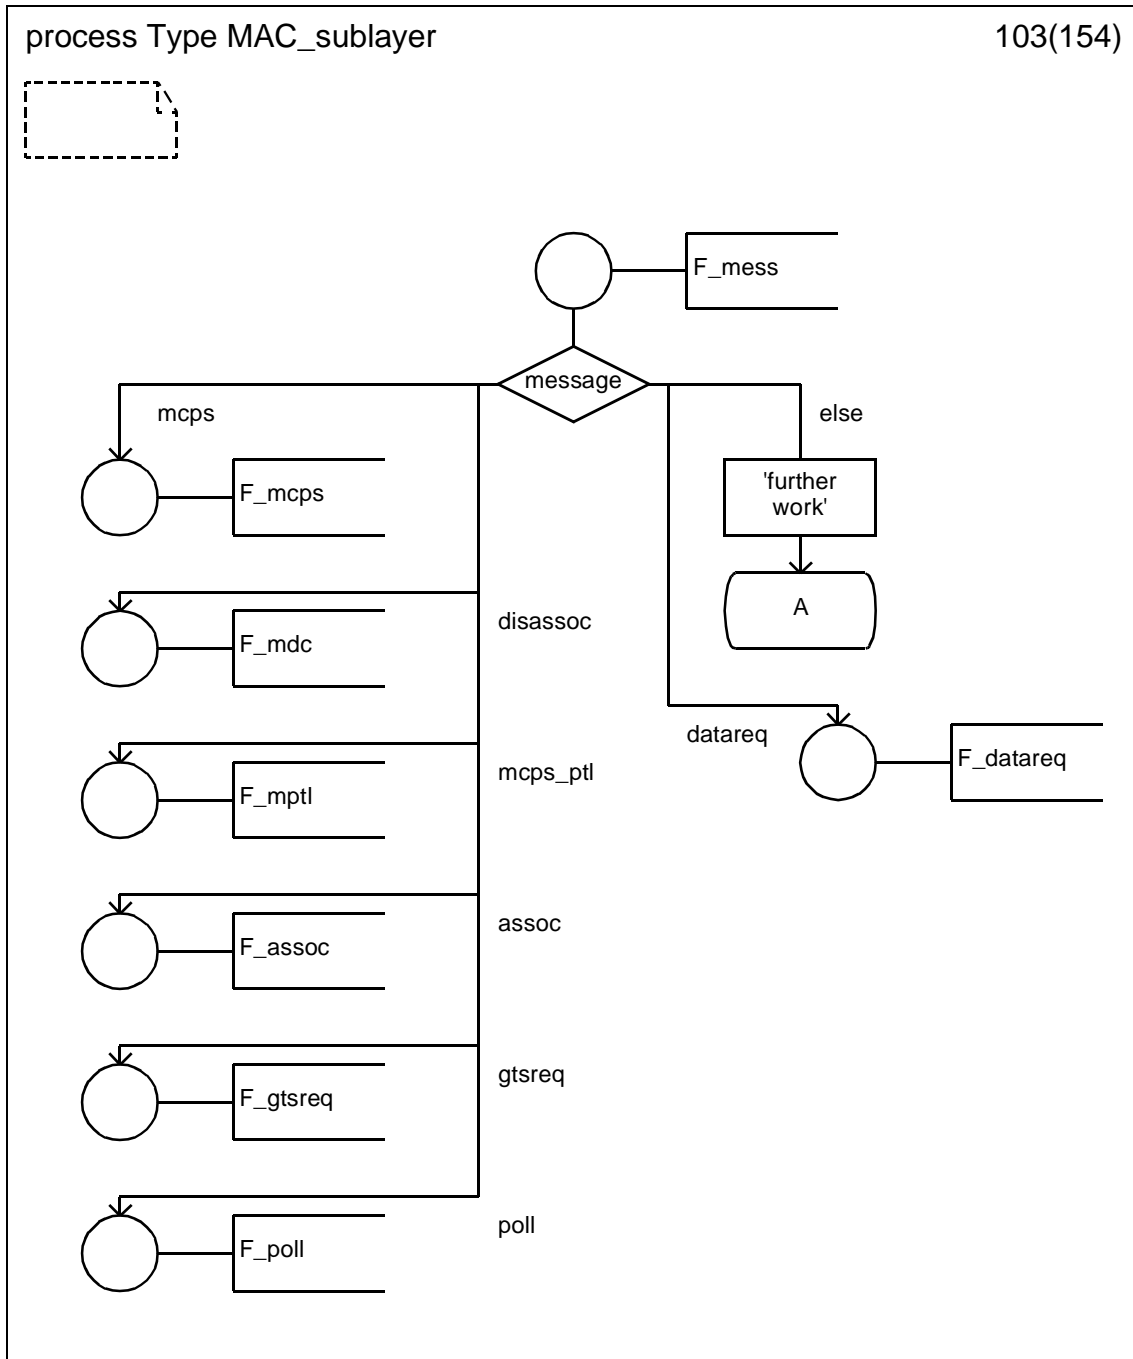 process Type MAC_sublayer 103(154)
F_mess
message
mcps
else
F_mcps
'further
work'
A
disassoc
F_mdc
datareq
F_datareq
mcps_ptl
F_mptl
assoc
F_assoc
gtsreq
F_gtsreq
poll
F_poll